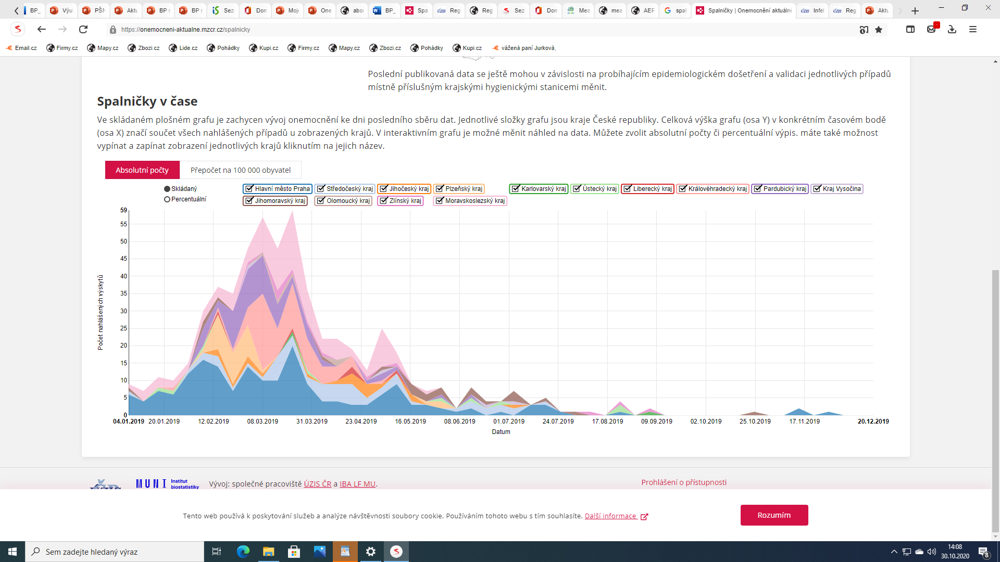 BP_
Výu
PŠN
Aktu
BP s
BP s
Sez
Don
Moje
One
abou
BP_
Spa
Reg
Reg
Sez
Don
Mea
mea
AEF
spal
Spalničky | Onemocnění aktuálně
Infek
Reg
Aktu
https://onemocneni-aktualne.mzcr.cz/spalnicky
Email.cz Firmy.cz Mapy.cz Zbozi.cz Lide.cz Pohádky Kupi.cz Firmy.cz Mapy.cz Zbozi.cz Pohádky Kupi.cz vážená paní Jurková,
Poslední publikovaná data se ještě mohou v závislosti na probíhajícím epidemiologickém došetření a validaci jednotlivých případů
místně příslušným krajskými hygienickými stanicemi měnit.
Spalničky v čase
Ve skládaném plošném grafu je zachycen vývoj onemocnění ke dni posledního sběru dat. Jednotlivé složky grafu jsou kraje České republiky. Celková výška grafu (osa Y) v konkrétním časovém bodě
(osa X) značí součet všech nahlášených případů u zobrazených krajů. V interaktivním grafu je možné měnit náhled na data. Můžete zvolit absolutní počty či percentuální výpis. máte také možnost
vypínat a zapínat zobrazení jednotlivých krajů kliknutím na jejich název.
Absolutní počty Přepočet na 100 000 obyvatel
Skládaný
Percentuální
Hlavní město Praha Středočeský kraj Jihočeský kraj Plzeňský kraj Karlovarský kraj Ústecký kraj Liberecký kraj Královéhradecký kraj Pardubický kraj Kraj Vysočina
Jihomoravský kraj Olomoucký kraj Zlínský kraj Moravskoslezský kraj
59
55
50
45
40
35
30
25
20
15
10
5
0
Počet nahlášených výskytů
04.01.2019 20.01.2019 12.02.2019 08.03.2019 31.03.2019 23.04.2019 16.05.2019 08.06.2019 01.07.2019 24.07.2019 17.08.2019 09.09.2019 02.10.2019 25.10.2019 17.11.2019 20.12.2019
Datum
MUNI Institut
biostatistiky
Vývoj: společné pracoviště ÚZIS ČR a IBA LF MU.
Prohlášení o přístupnosti
Tento web používá k poskytování služeb a analýze návštěvnosti soubory cookie. Používáním tohoto webu s tím souhlasíte. Další informace
Rozumím
Sem zadejte hledaný výraz
14:08
30.10.2020
8